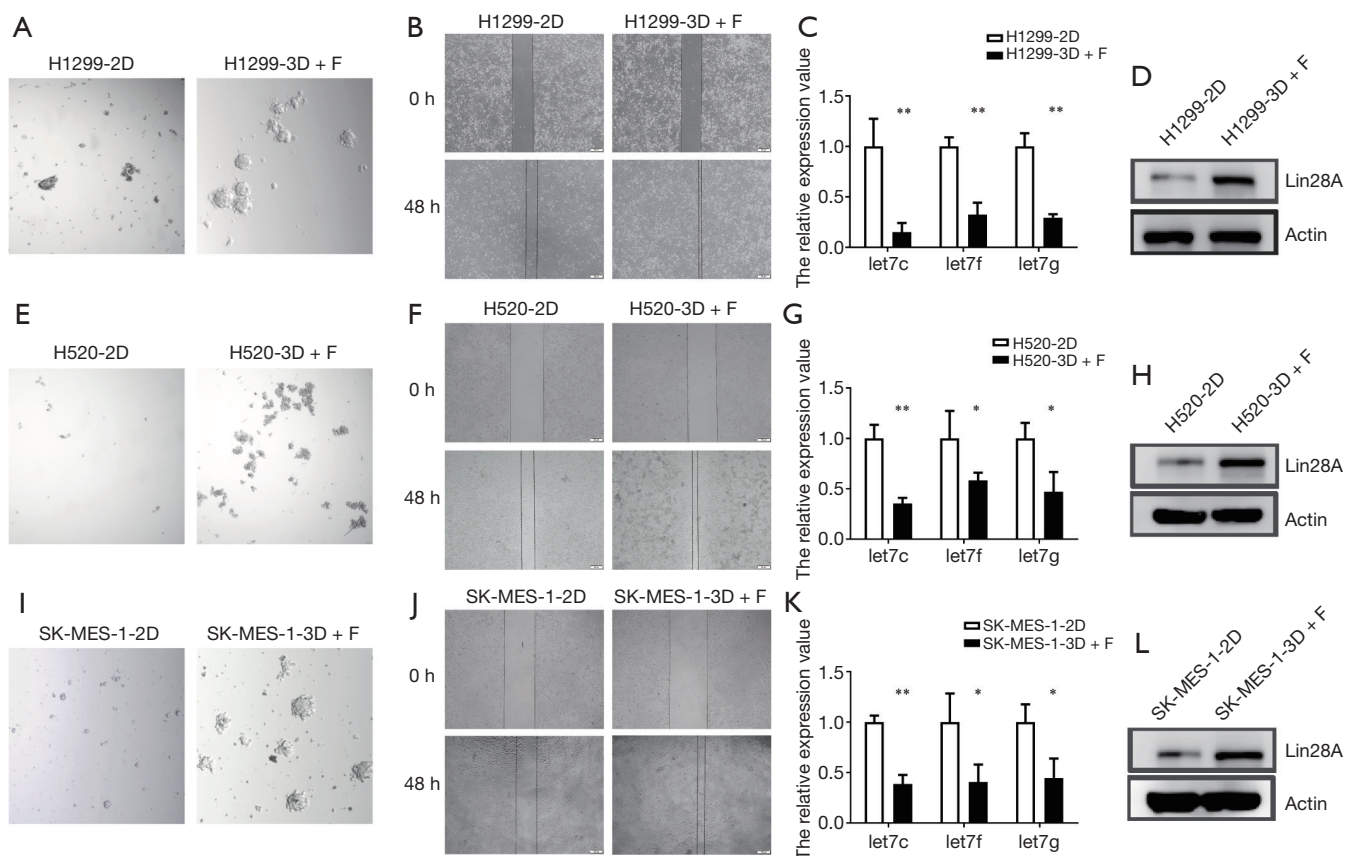 A
H1299-2D
H1299-3D + F
B
H1299-2D
H1299-3D + F
0 h
48 h
C
H1299-2D
H1299-3D + F
The relative expression value
1.5
1.0
0.5
0.0
** ** **
let7c let7f let7g
D
H1299-2D
H1299-3D + F
Lin28A
Actin
E
H520-2D
H520-3D + F
F
H520-2D
H520-3D + F
0 h
48 h
G
H520-2D
H520-3D + F
The relative expression value
1.5
1.0
0.5
0.0
** * *
let7c let7f let7g
H
H520-2D
H520-3D + F
Lin28A
Actin
I
SK-MES-1-2D
SK-MES-1-3D + F
J
SK-MES-1-2D
SK-MES-1-3D + F
0 h
48 h
K
SK-MES-1-2D
SK-MES-1-3D + F
The relative expression value
1.5
1.0
0.5
0.0
** * *
let7c let7f let7g
L
SK-MES-1-2D
SK-MES-1-3D + F
Lin28A
Actin